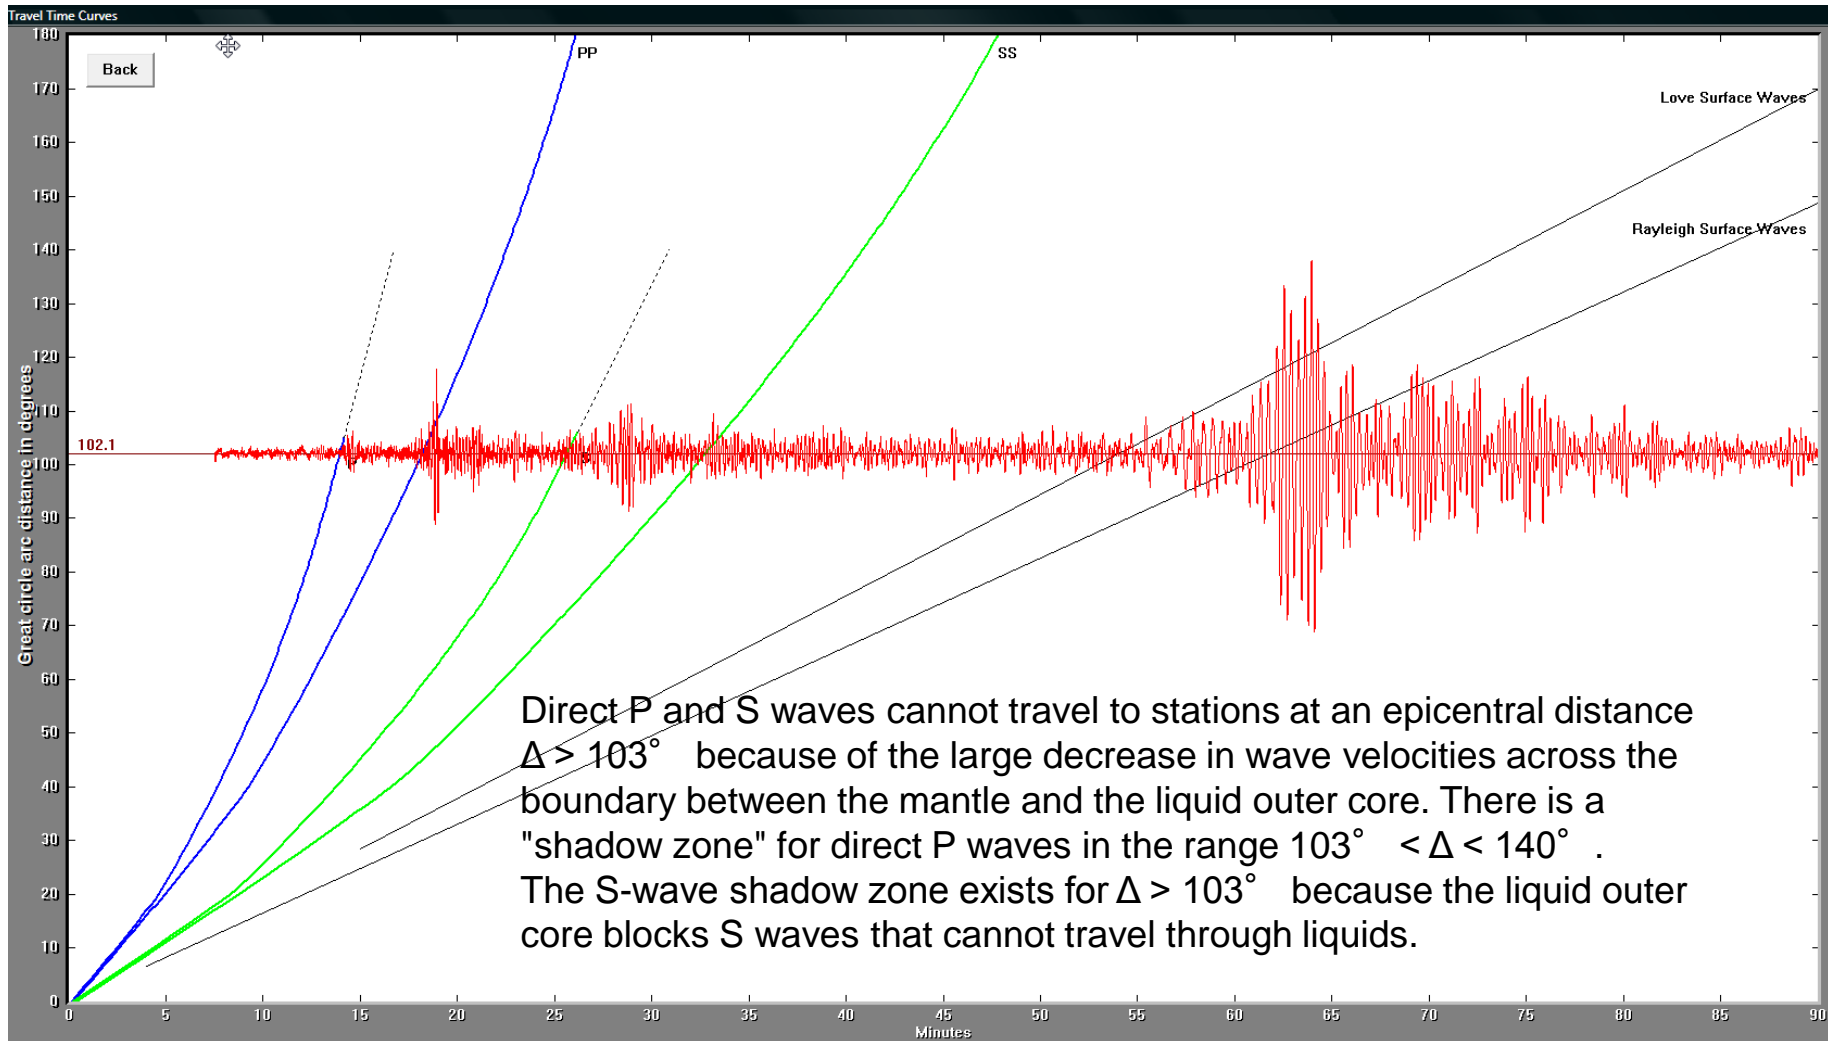 Travel Time Curves
Back
PP
SS
Love Surface Waves
Rayleigh Surface Waves
180
170
160
150
140
130
120
110
100
90
80
70
60
50
40
30
20
10
0
Great circle arc distance in degrees
102.1
P
S
Direct P and S waves cannot travel to stations at an epicentral distance
Δ > 103° because of the large decrease in wave velocities across the
boundary between the mantle and the liquid outer core. There is a
"shadow zone" for direct P waves in the range 103° < Δ < 140° .
The S-wave shadow zone exists for Δ > 103° because the liquid outer
core blocks S waves that cannot travel through liquids.
0 5 10 15 20 25 30 35 40 45 50 55 60 65 70 75 80 85 90
Minutes